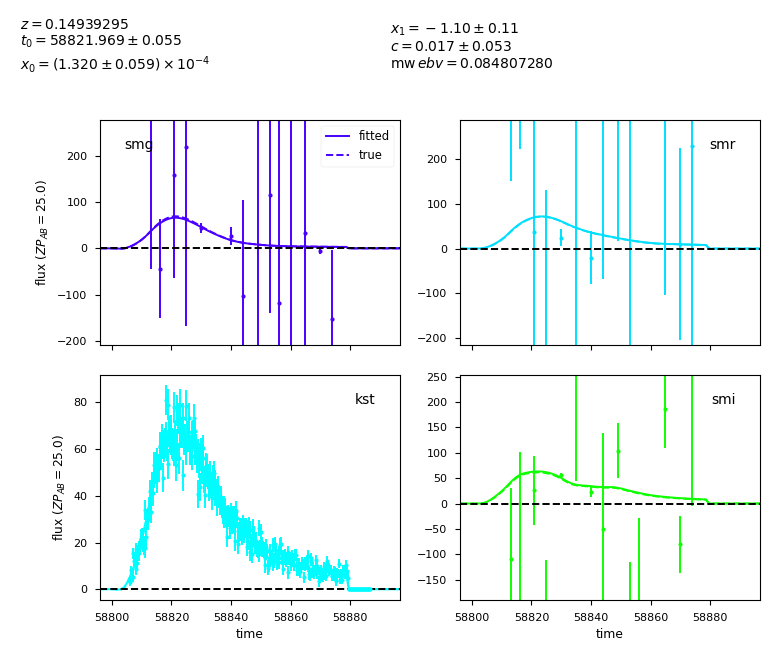 z = 0.14939295
t₀ = 58821.969 ± 0.055
x₀ = (1.320 ± 0.059) × 10⁻⁴
x₁ = −1.10 ± 0.11
c = 0.017 ± 0.053
mwebv = 0.084807280
smg
fitted
true
flux (ZP_AB = 25.0)
200
100
0
−100
−200
smr
200
100
0
−100
−200
kst
flux (ZP_AB = 25.0)
80
60
40
20
0
58800 58820 58840 58860 58880
time
smi
250
200
150
100
50
0
−50
−100
−150
58800 58820 58840 58860 58880
time